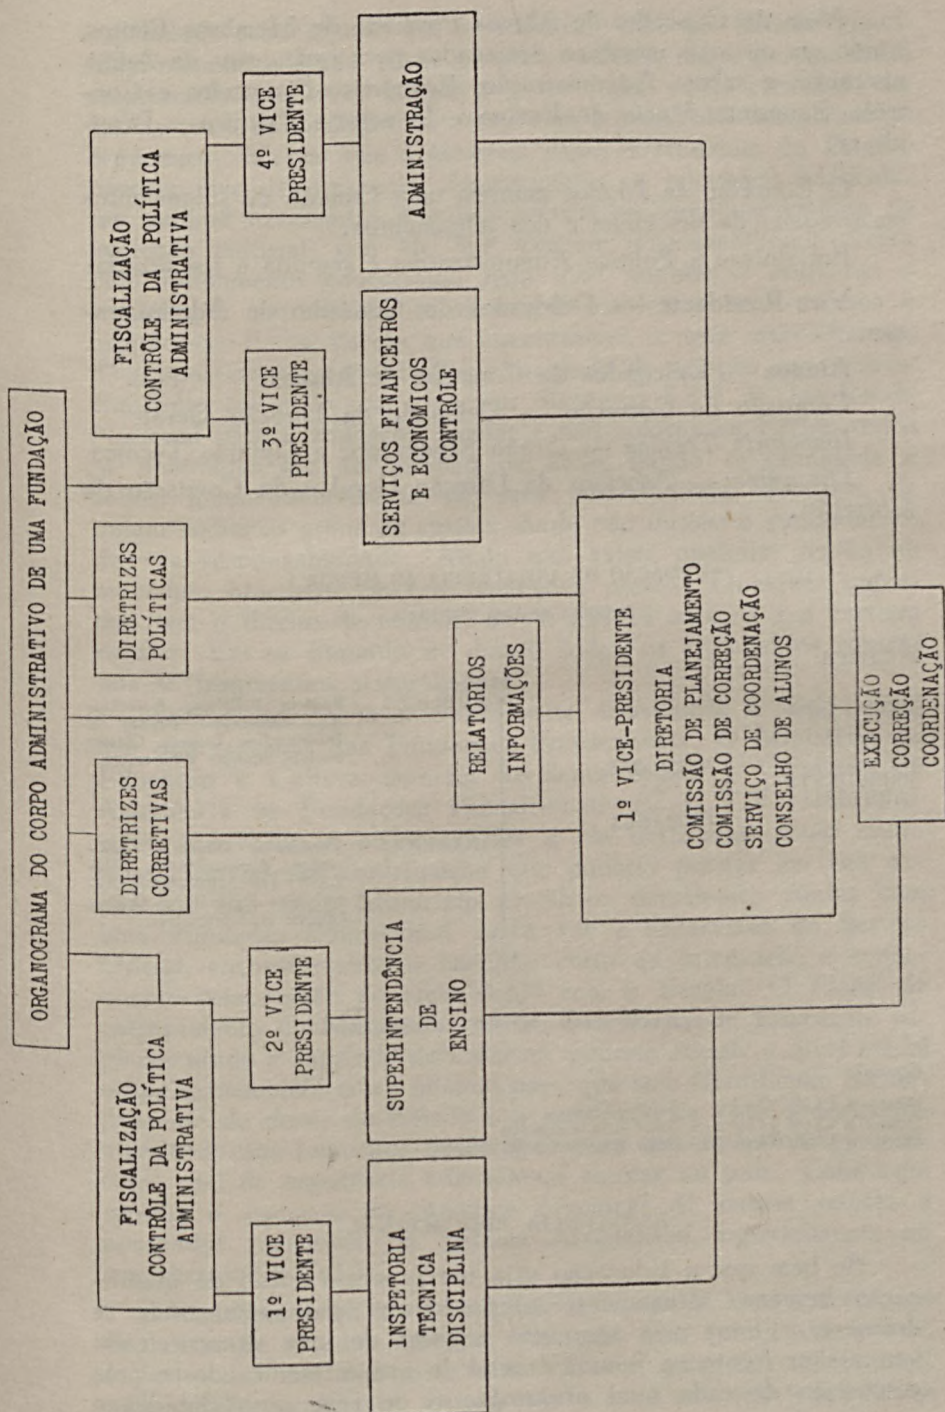 ORGANOGRAMA DO CORPO ADMINISTRATIVO DE UMA FUNDAÇÃO
FISCALIZAÇÃO
CONTRÔLE DA POLÍTICA
ADMINISTRATIVA
DIRETRIZES
CORRETIVAS
DIRETRIZES
POLÍTICAS
FISCALIZAÇÃO
CONTRÔLE DA POLÍTICA
ADMINISTRATIVA
1º VICE
PRESIDENTE
2º VICE
PRESIDENTE
3º VICE
PRESIDENTE
4º VICE
PRESIDENTE
INSPETORIA
TÉCNICA
DISCIPLINA
SUPERINTENDÊNCIA
DE
ENSINO
RELATÓRIOS
INFORMAÇÕES
SERVIÇOS FINANCEIROS
E ECONÔMICOS
CONTRÔLE
ADMINISTRAÇÃO
1º VICE-PRESIDENTE
DIRETORIA
COMISSÃO DE PLANEJAMENTO
COMISSÃO DE CORREÇÃO
SERVIÇO DE COORDENAÇÃO
CONSELHO DE ALUNOS
EXECUÇÃO
CORREÇÃO
COORDENAÇÃO